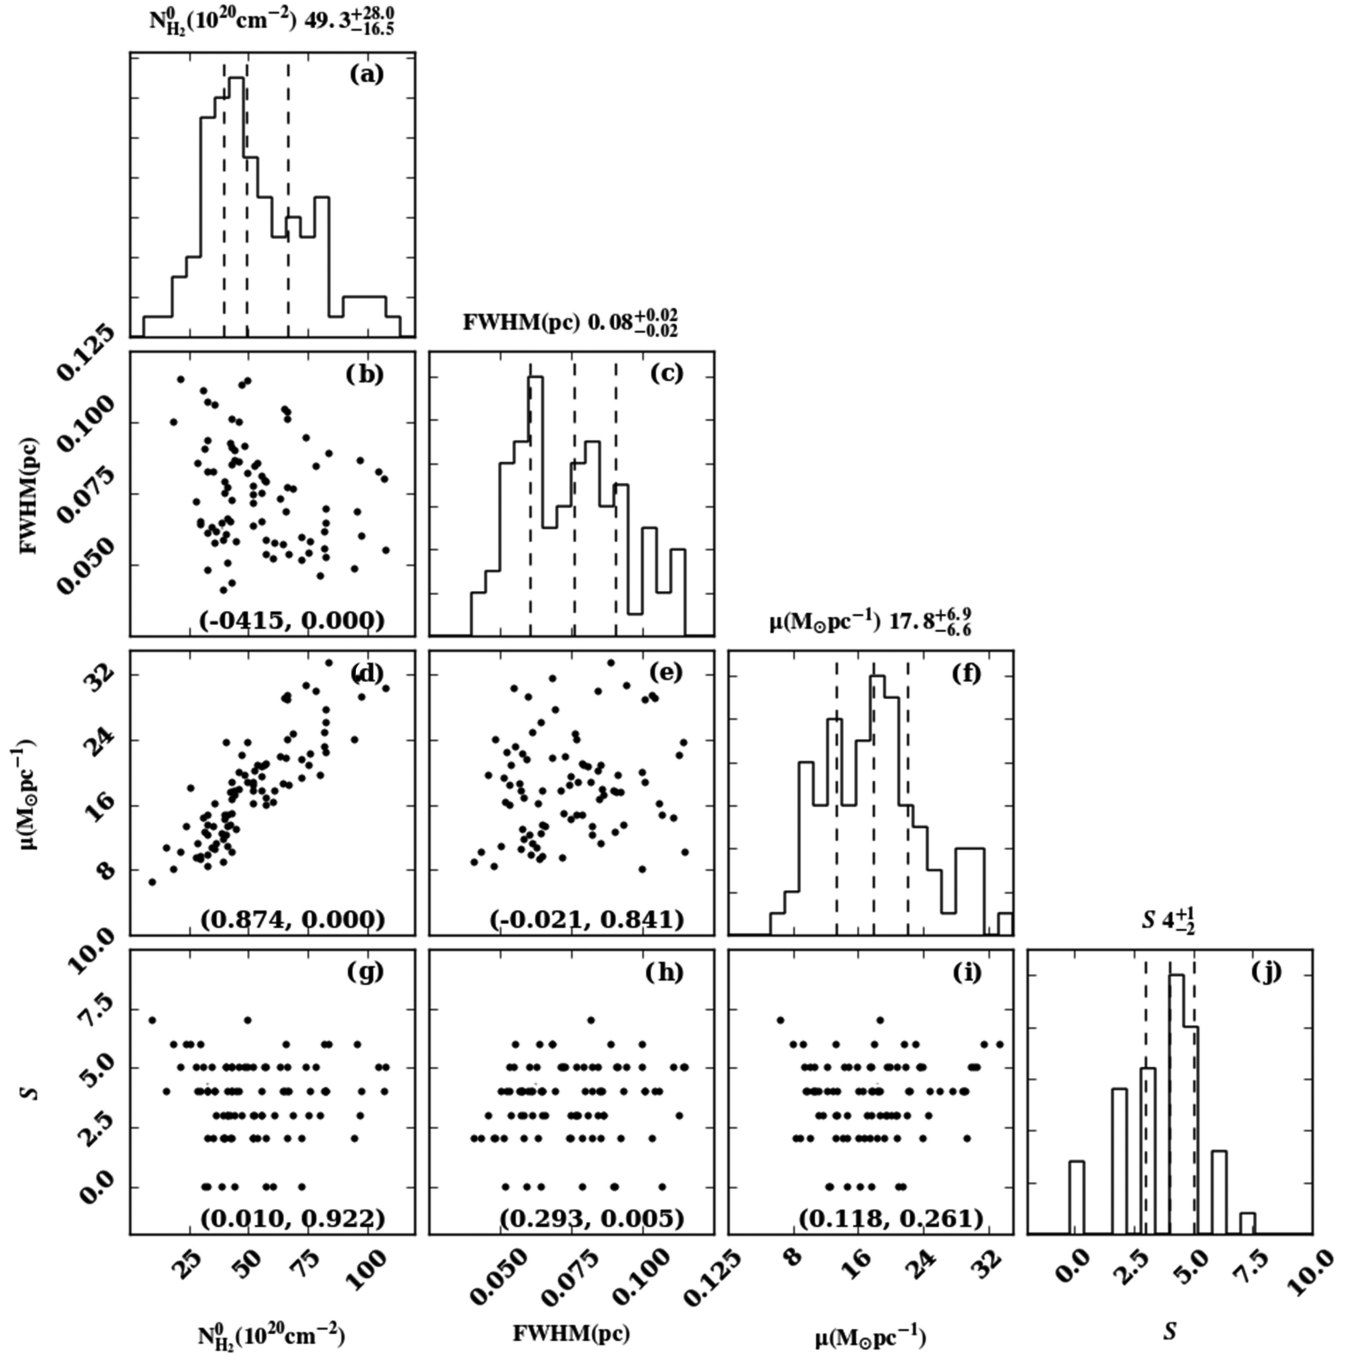 N⁰H₂(10²⁰cm⁻²) 49.3+28.0−16.5
(a)
0.125
FWHM(pc) 0.08+0.02−0.02
(b)
(c)
0.100
0.075
0.050
FWHM(pc)
(-0415, 0.000)
μ(M⊙pc⁻¹) 17.8+6.9−6.6
(d)
(e)
(f)
32
24
16
8
μ(M⊙pc⁻¹)
(0.874, 0.000)
(-0.021, 0.841)
S 4+1−2
10.0
(g)
(h)
(i)
(j)
7.5
5.0
2.5
0.0
S
(0.010, 0.922)
(0.293, 0.005)
(0.118, 0.261)
25 50 75 100
0.050 0.075 0.100 0.125
8 16 24 32
0.0 2.5 5.0 7.5 10.0
N⁰H₂(10²⁰cm⁻²)
FWHM(pc)
μ(M⊙pc⁻¹)
S